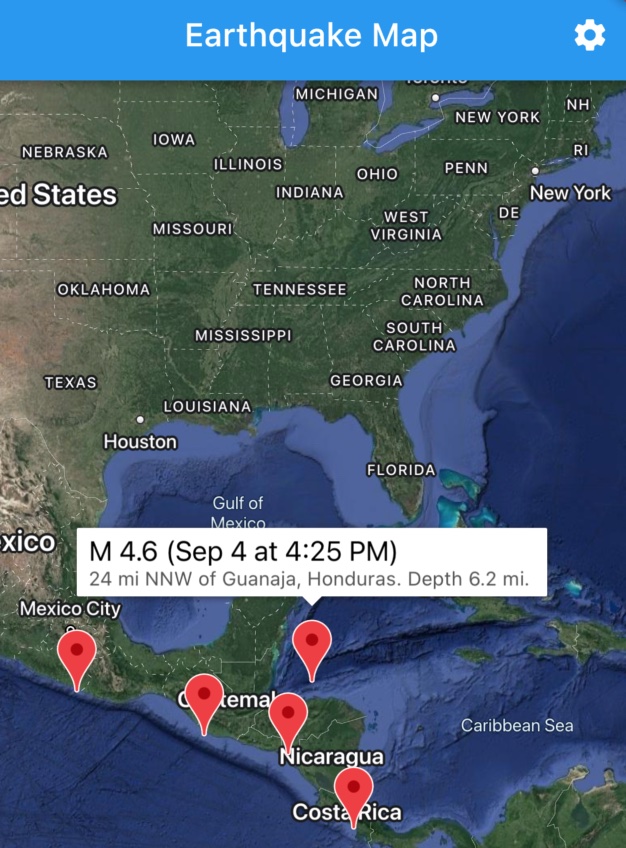 Earthquake Map
Toronto
MICHIGAN
NH
NEW YORK
IOWA
NEBRASKA
RI
ILLINOIS
OHIO
PENN
INDIANA
ed States
New York
DE
WEST
VIRGINIA
MISSOURI
OKLAHOMA
TENNESSEE
NORTH
CAROLINA
MISSISSIPPI
SOUTH
CAROLINA
TEXAS
GEORGIA
LOUISIANA
Houston
FLORIDA
Gulf of
Mexico
xico
M 4.6 (Sep 4 at 4:25 PM)
24 mi NNW of Guanaja, Honduras. Depth 6.2 mi.
Mexico City
Caribbean Sea
Nicaragua
Costa Rica